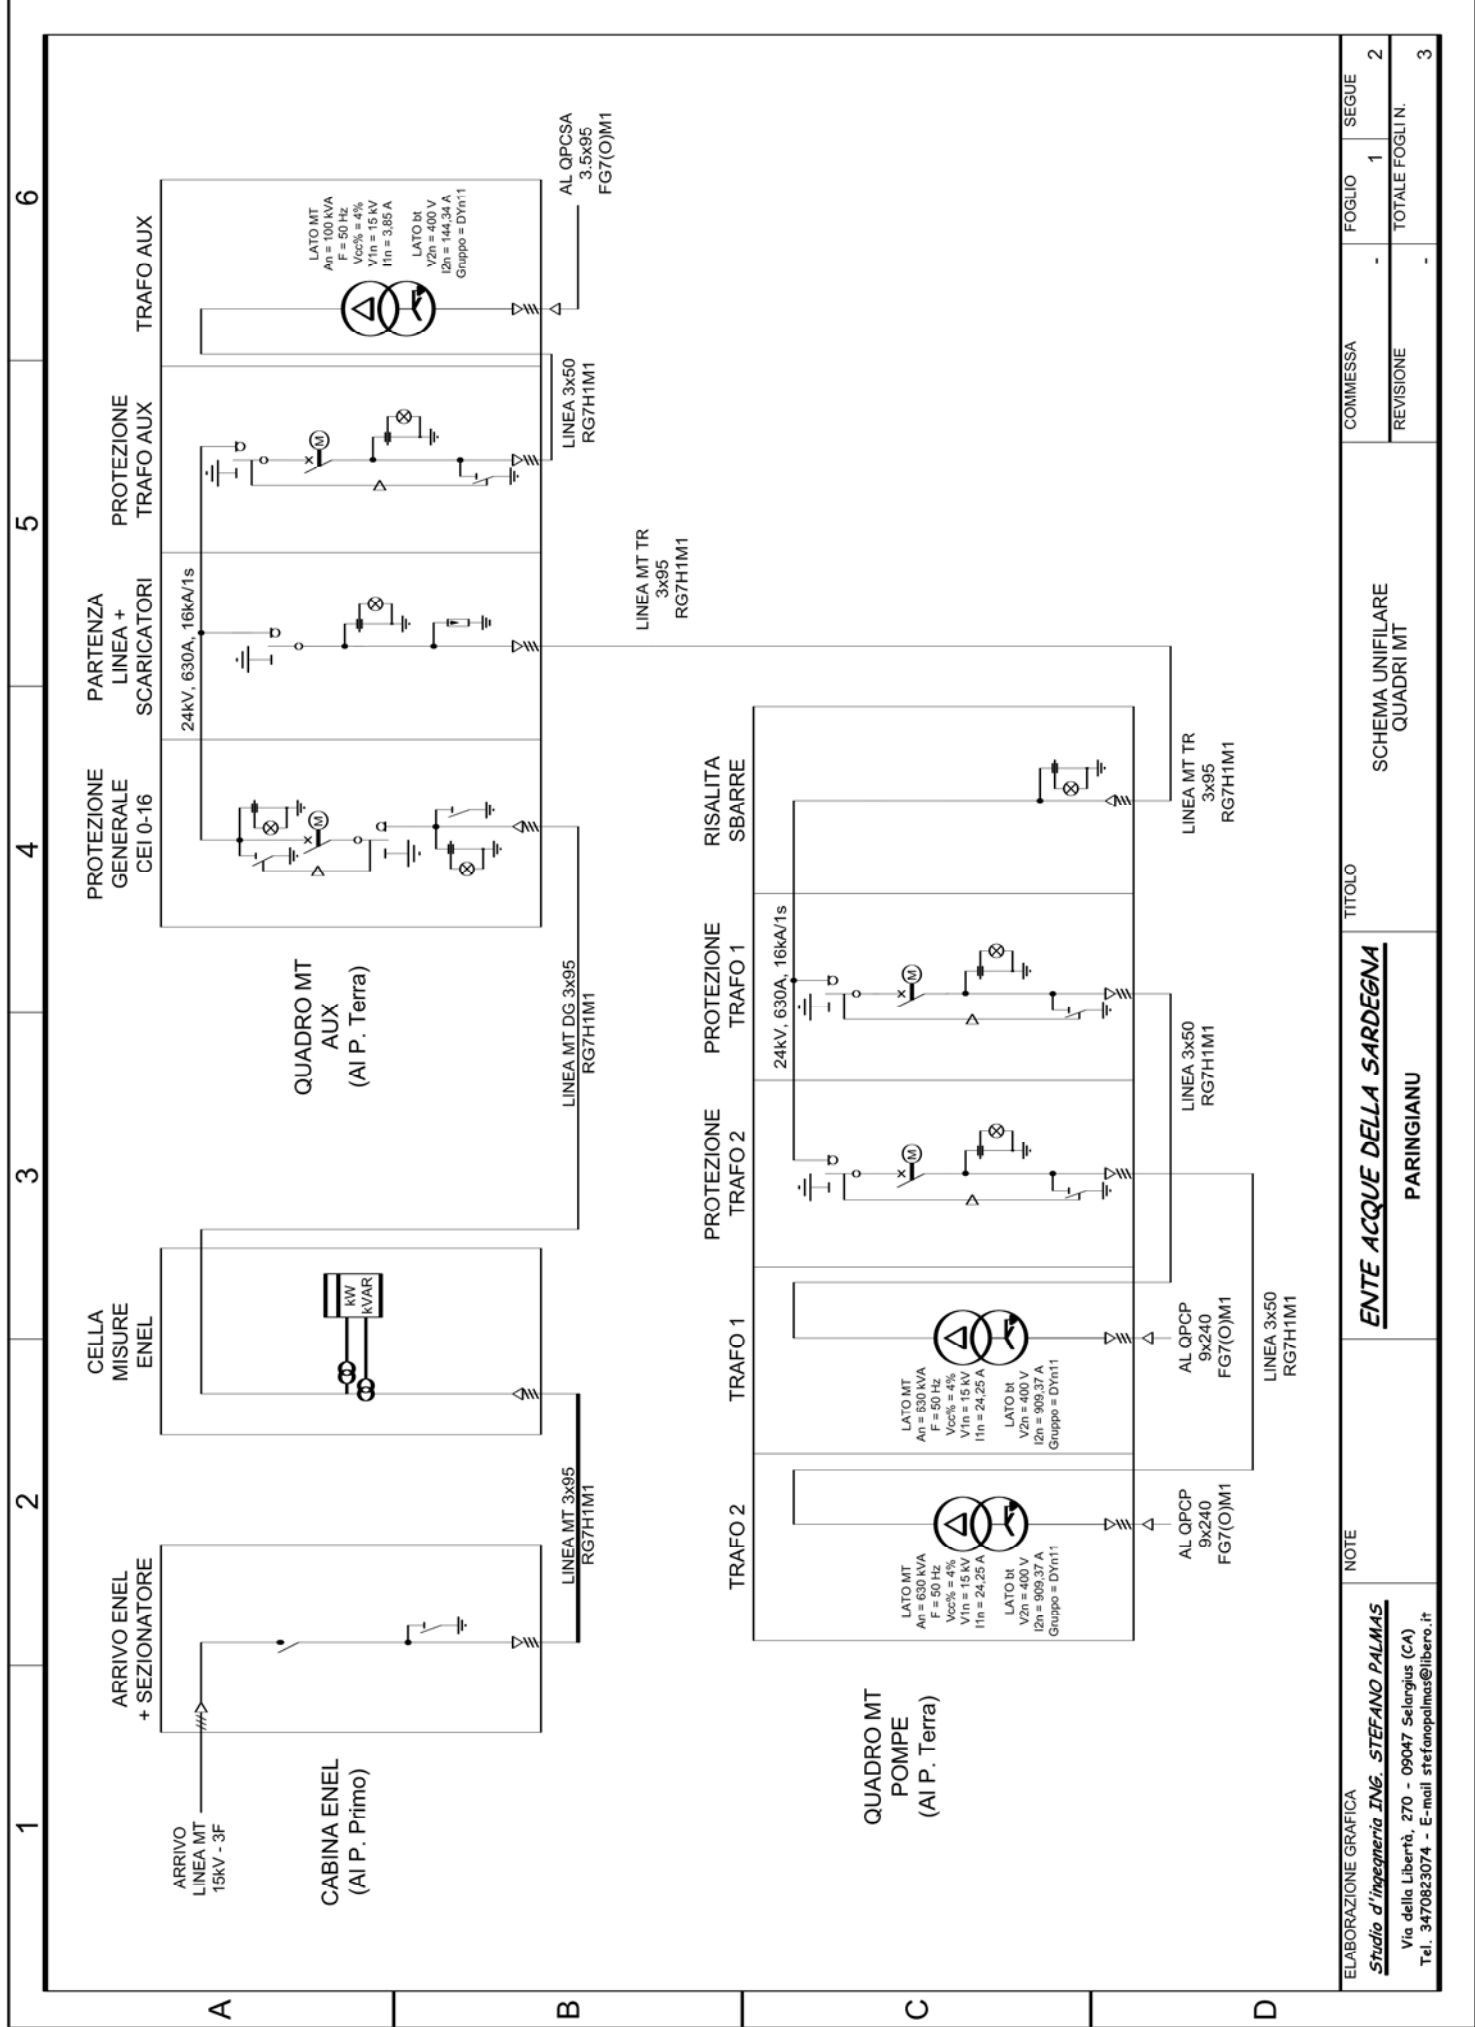 1
2
3
4
5
6
A
B
C
D
ARRIVO
LINEA MT
15kV - 3F
CABINA ENEL
(Al P. Primo)
ARRIVO ENEL
+ SEZIONATORE
LINEA MT 3x95
RG7H1M1
CELLA
MISURE
ENEL
kW
kVAR
LINEA MT DG 3x95
RG7H1M1
QUADRO MT
AUX
(Al P. Terra)
PROTEZIONE
GENERALE
CEI 0-16
M
24kV, 630A, 16kA/1s
PARTENZA
LINEA +
SCARICATORI
LINEA MT TR
3x95
RG7H1M1
PROTEZIONE
TRAFO AUX
M
LINEA 3x50
RG7H1M1
TRAFO AUX
LATO MT
An = 100 kVA
F = 50 Hz
Vcc% = 4%
V1n = 15 kV
I1n = 3,85 A
LATO bt
V2n = 400 V
I2n = 144,34 A
Gruppo = DYn11
AL QPCSA
3.5x95
FG7(O)M1
QUADRO MT
POMPE
(Al P. Terra)
TRAFO 2
LATO MT
An = 630 kVA
F = 50 Hz
Vcc% = 4%
V1n = 15 kV
I1n = 24,25 A
LATO bt
V2n = 400 V
I2n = 909,37 A
Gruppo = DYn11
AL QPCP
9x240
FG7(O)M1
TRAFO 1
LATO MT
An = 630 kVA
F = 50 Hz
Vcc% = 4%
V1n = 15 kV
I1n = 24,25 A
LATO bt
V2n = 400 V
I2n = 909,37 A
Gruppo = DYn11
AL QPCP
9x240
FG7(O)M1
LINEA 3x50
RG7H1M1
PROTEZIONE
TRAFO 2
M
PROTEZIONE
TRAFO 1
M
24kV, 630A, 16kA/1s
LINEA 3x50
RG7H1M1
RISALITA
SBARRE
LINEA MT TR
3x95
RG7H1M1
ELABORAZIONE GRAFICA
Studio d'ingegneria ING. STEFANO PALMAS
Via della Libertà, 270 - 09047 Selargius (CA)
Tel. 3470823074 - E-mail stefanopalmas@libero.it
NOTE
ENTE ACQUE DELLA SARDEGNA
PARINGIANU
TITOLO
SCHEMA UNIFILARE
QUADRI MT
COMMESSA
-
FOGLIO
1
SEGUE
2
REVISIONE
-
TOTALE FOGLI N.
3